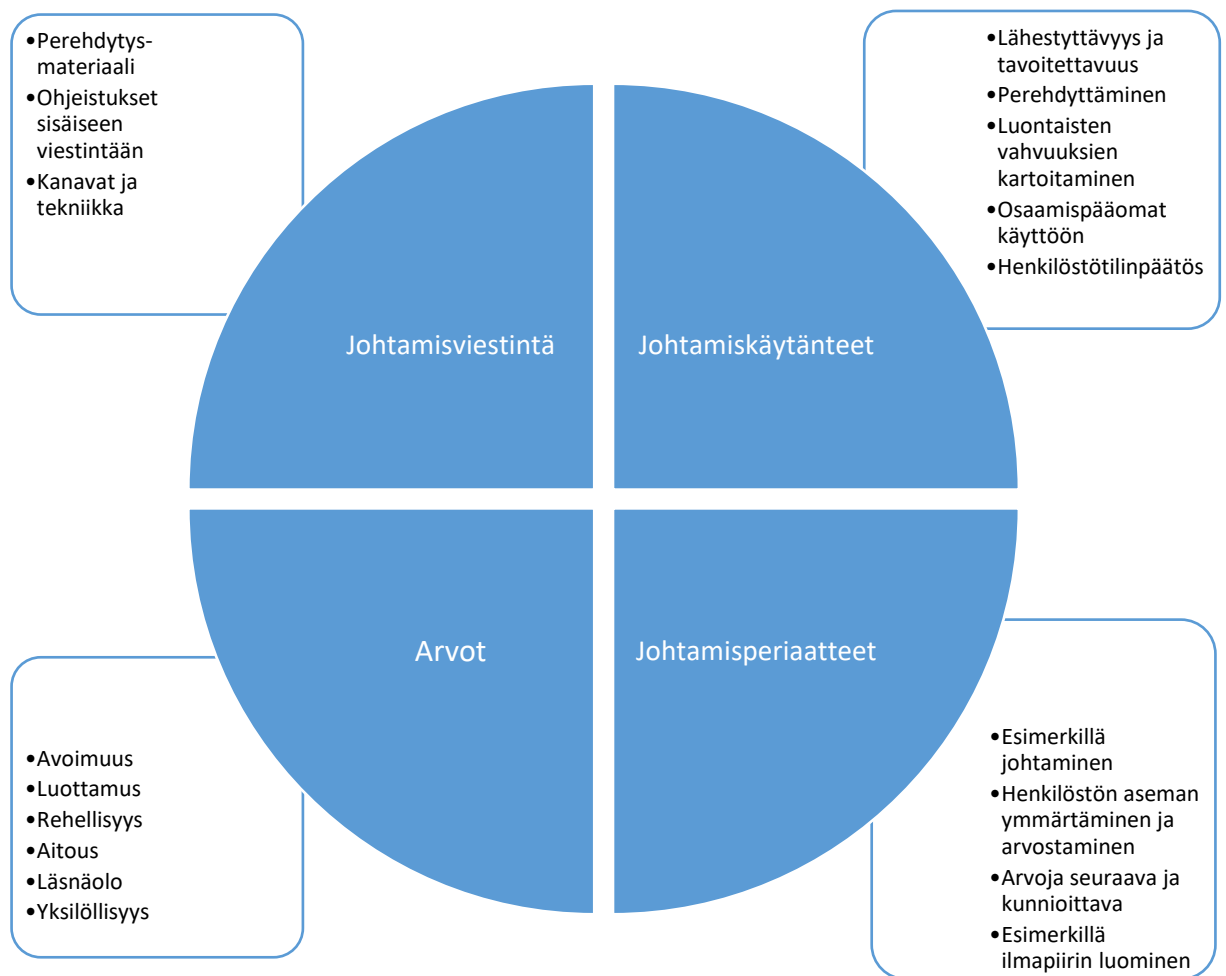 •Perehdytys-
materiaali
•Ohjeistukset
sisäiseen
viestintään
•Kanavat ja
tekniikka
•Lähestyttävyys ja
tavoitettavuus
•Perehdyttäminen
•Luontaisten
vahvuuksien
kartoitaminen
•Osaamispääomat
käyttöön
•Henkilöstötilinpäätös
Johtamisviestintä
Johtamiskäytänteet
Arvot
Johtamisperiaatteet
•Avoimuus
•Luottamus
•Rehellisyys
•Aitous
•Läsnäolo
•Yksilöllisyys
•Esimerkillä
johtaminen
•Henkilöstön aseman
ymmärtäminen ja
arvostaminen
•Arvoja seuraava ja
kunnioittava
•Esimerkillä
ilmapiirin luominen